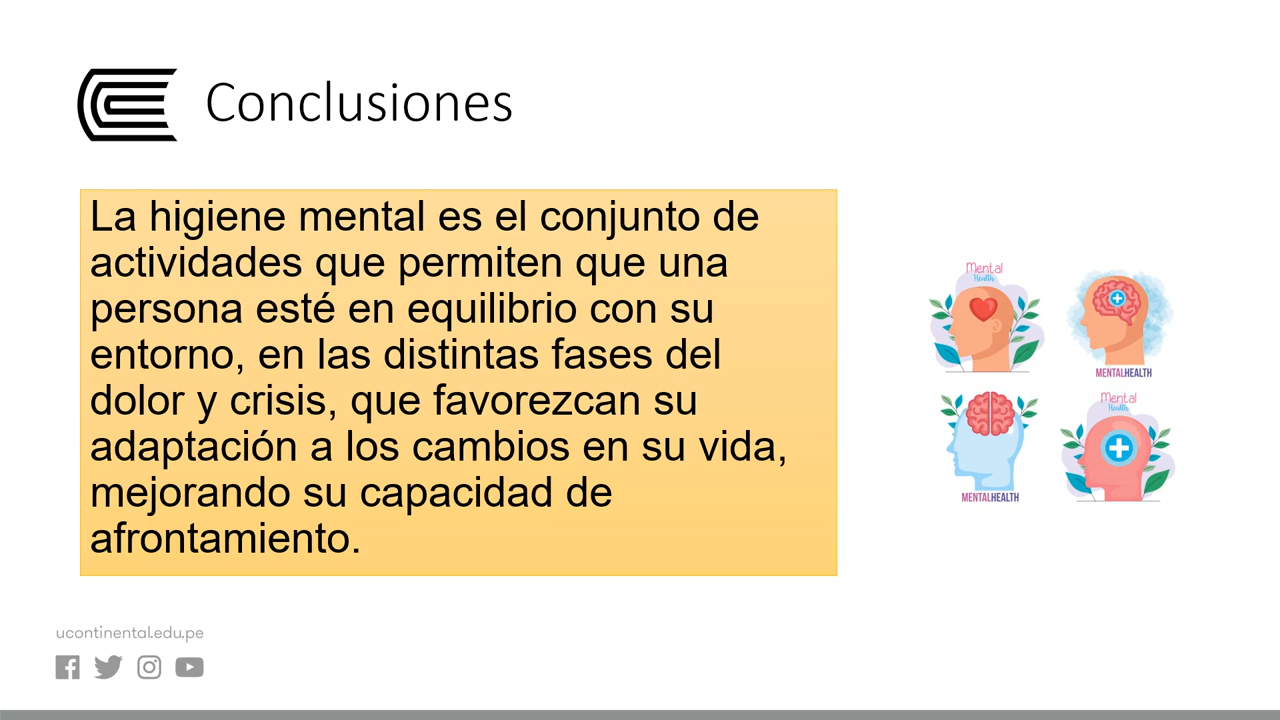 Conclusiones
La higiene mental es el conjunto de
actividades que permiten que una
persona esté en equilibrio con su
entorno, en las distintas fases del
dolor y crisis, que favorezcan su
adaptación a los cambios en su vida,
mejorando su capacidad de
afrontamiento.
Mental
Health
MENTALHEALTH
MENTALHEALTH
Mental
Health
ucontinental.edu.pe